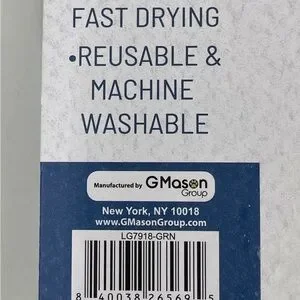 FAST DRYING
•REUSABLE &
MACHINE
WASHABLE
Manufactured by GMason Group
New York, NY 10018
www.GMasonGroup.com
LG7918-GRN
8 40038 26569 5